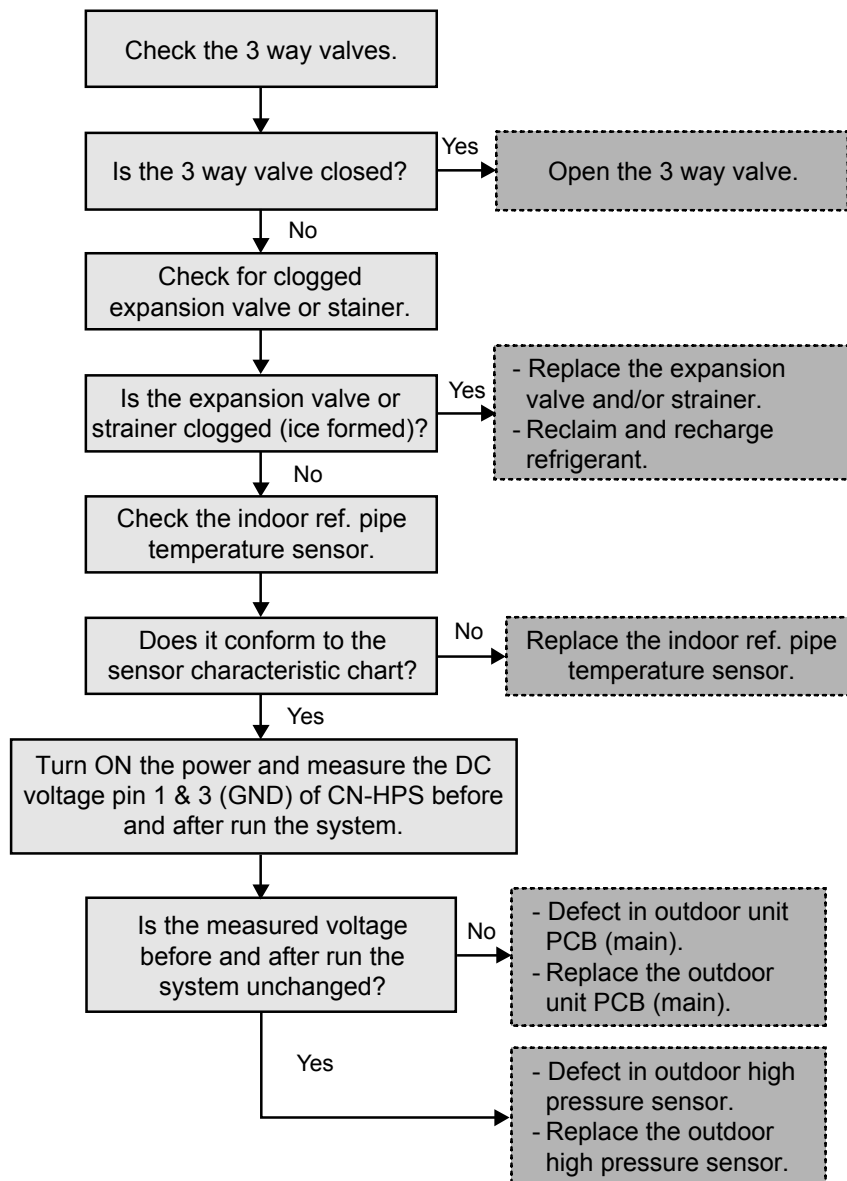 Check the 3 way valves.
Is the 3 way valve closed?
Yes
Open the 3 way valve.
No
Check for clogged
expansion valve or stainer.
Is the expansion valve or
strainer clogged (ice formed)?
Yes
- Replace the expansion
valve and/or strainer.
- Reclaim and recharge
refrigerant.
No
Check the indoor ref. pipe
temperature sensor.
Does it conform to the
sensor characteristic chart?
No
Replace the indoor ref. pipe
temperature sensor.
Yes
Turn ON the power and measure the DC
voltage pin 1 & 3 (GND) of CN-HPS before
and after run the system.
Is the measured voltage
before and after run the
system unchanged?
No
- Defect in outdoor unit
PCB (main).
- Replace the outdoor
unit PCB (main).
Yes
- Defect in outdoor high
pressure sensor.
- Replace the outdoor
high pressure sensor.